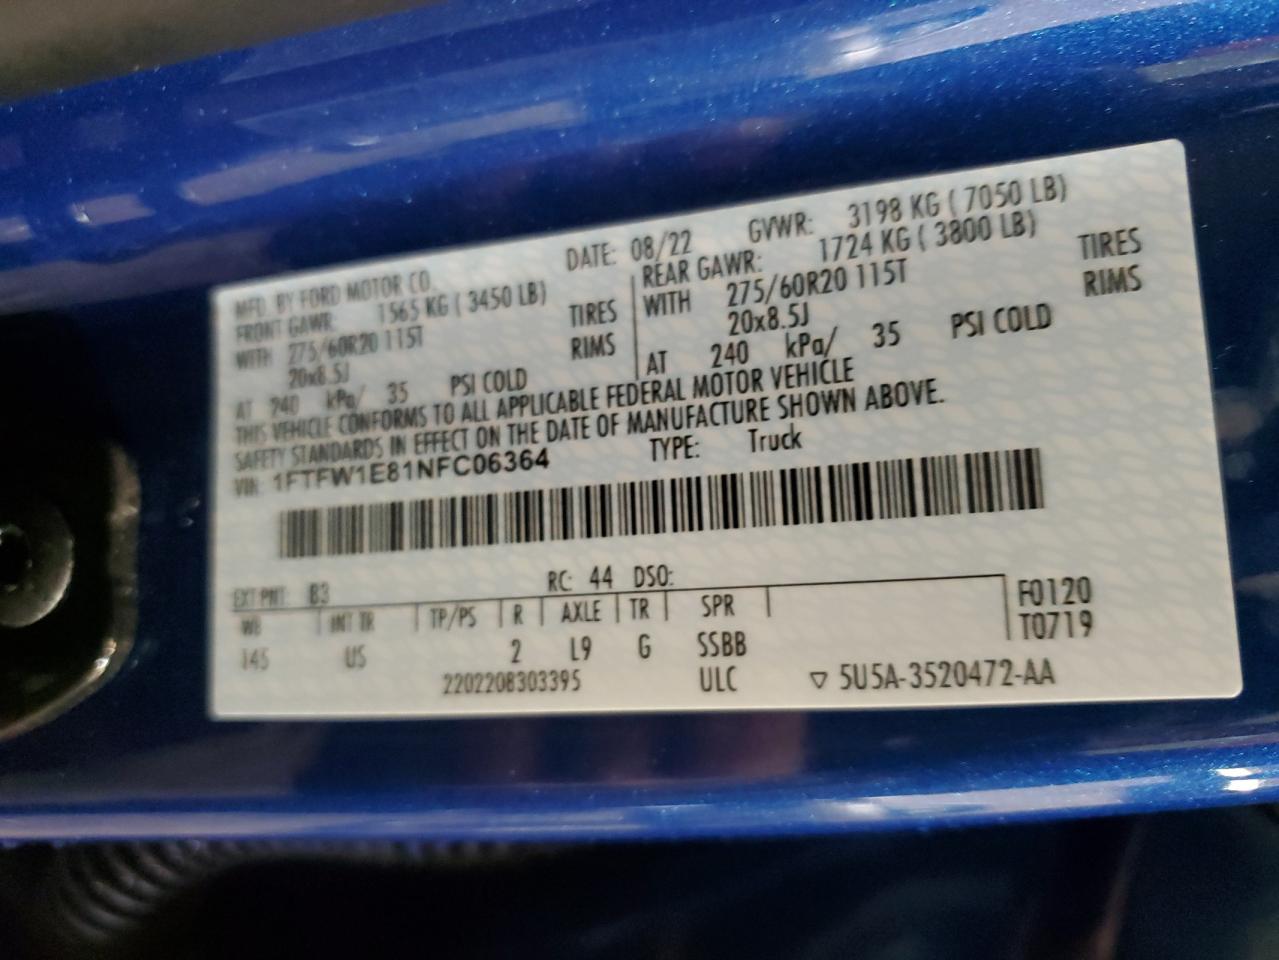 MFD. BY FORD MOTOR CO. DATE: 08/22 GVWR: 3198 KG ( 7050 LB)
FRONT GAWR: 1565 KG ( 3450 LB) REAR GAWR: 1724 KG ( 3800 LB)
WITH 275/60R20 115T TIRES WITH 275/60R20 115T TIRES
20x8.5J RIMS 20x8.5J RIMS
AT 240 kPa/ 35 PSI COLD AT 240 kPa/ 35 PSI COLD
THIS VEHICLE CONFORMS TO ALL APPLICABLE FEDERAL MOTOR VEHICLE
SAFETY STANDARDS IN EFFECT ON THE DATE OF MANUFACTURE SHOWN ABOVE.
VIN: 1FTFW1E81NFC06364 TYPE: Truck
EXT PNT: B3 RC: 44 DSO:
WB INT TR TP/PS R AXLE TR SPR F0120
145 US 2 L9 G SSBB T0719
2202208303395 ULC ▽ 5U5A-3520472-AA